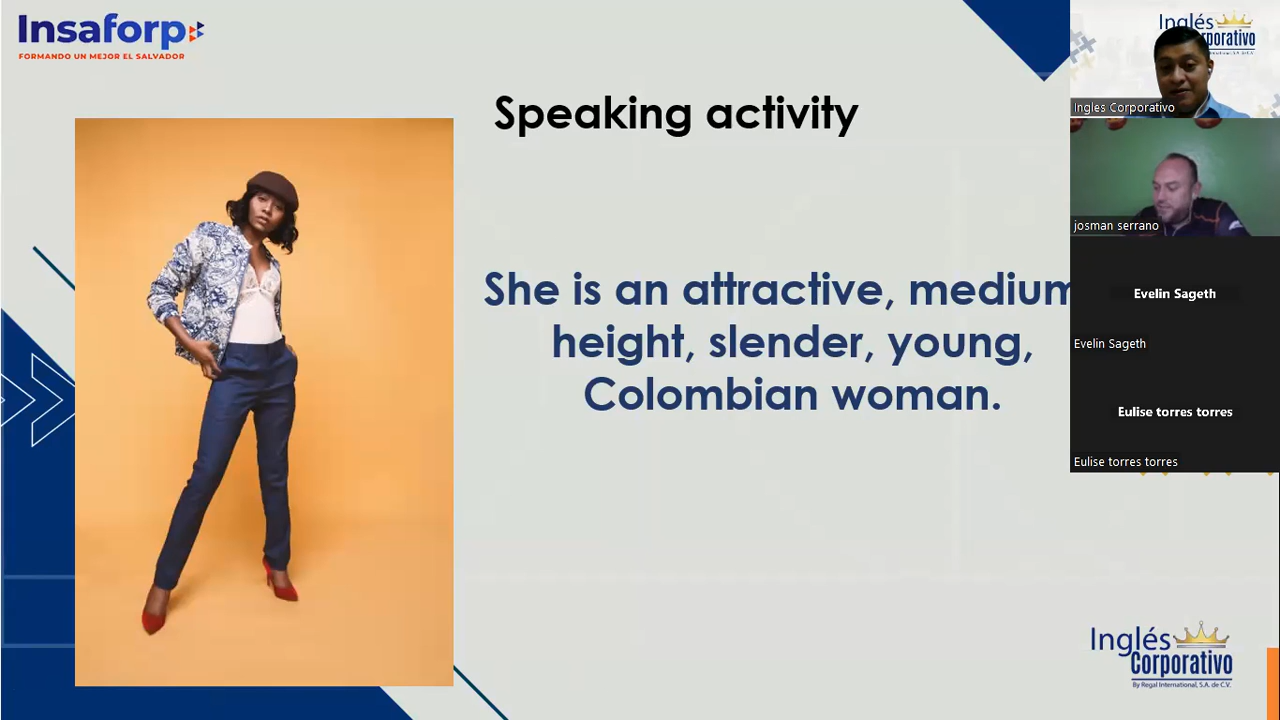 Insaforp
FORMANDO UN MEJOR EL SALVADOR
Speaking activity
She is an attractive, medium
height, slender, young,
Colombian woman.
Inglés
Corporativo
By Regal International, S.A. de C.V.
Inglés
rporativo
Ingles Corporativo
josman serrano
Evelin Sageth
Evelin Sageth
Eulise torres torres
Eulise torres torres